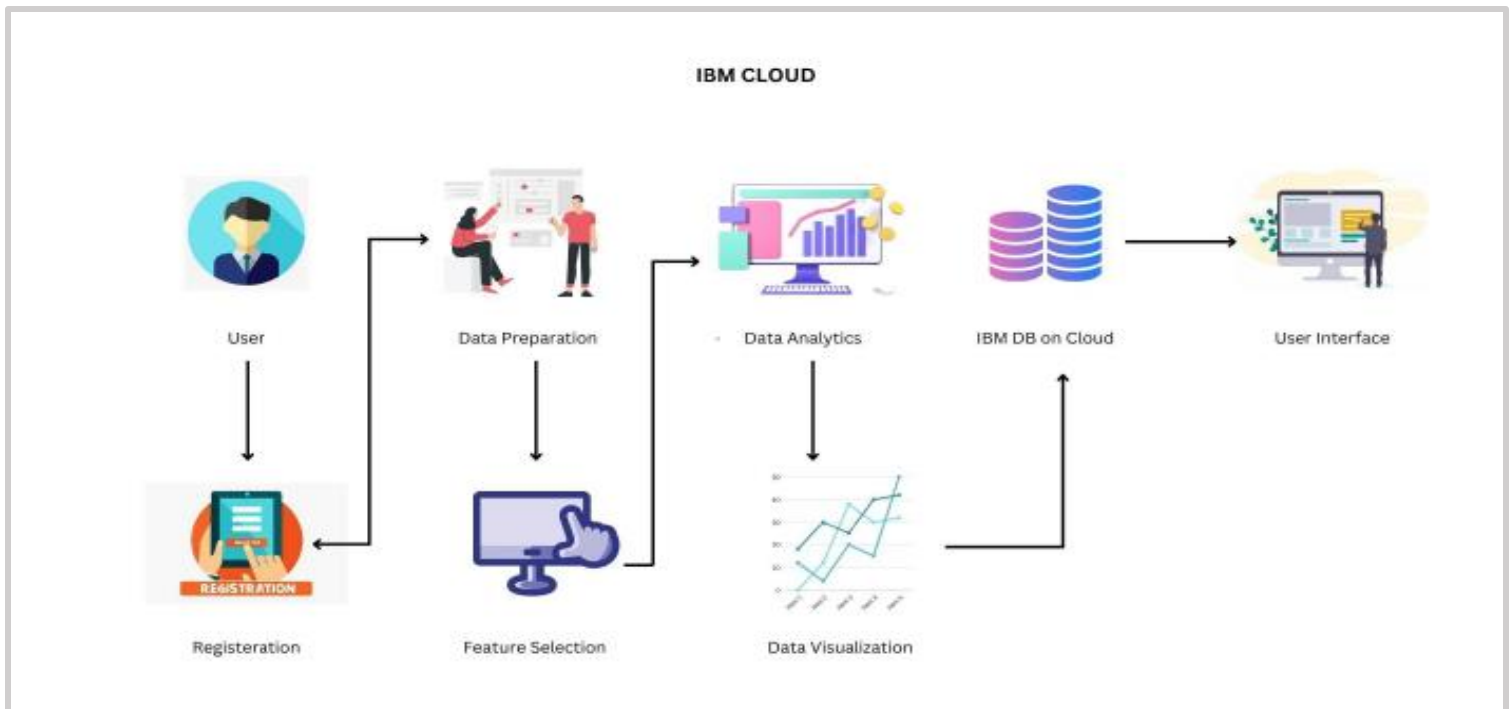 IBM CLOUD
User
Data Preparation
Data Analytics
IBM DB on Cloud
User Interface
REGISTRATION
Registeration
Feature Selection
Data Visualization